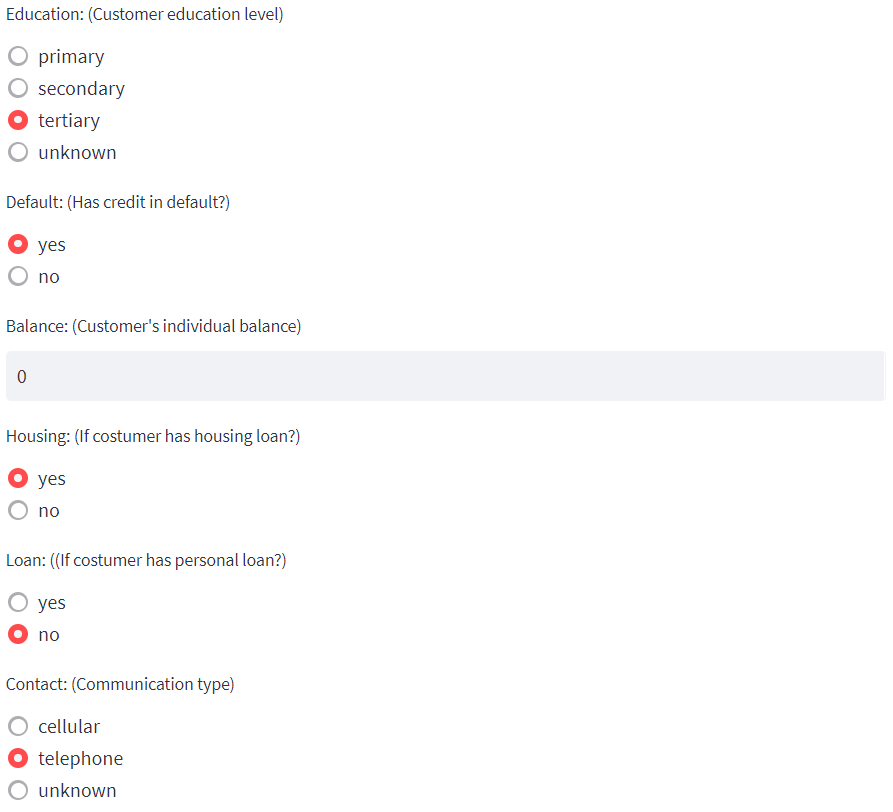 Education: (Customer education level)
primary
secondary
tertiary
unknown
Default: (Has credit in default?)
yes
no
Balance: (Customer's individual balance)
0
Housing: (If costumer has housing loan?)
yes
no
Loan: ((If costumer has personal loan?)
yes
no
Contact: (Communication type)
cellular
telephone
unknown